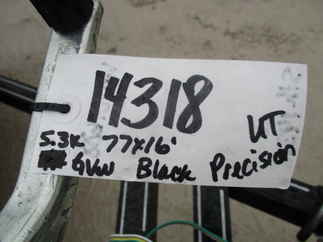 14318
5.3K 77x16' UT
GVW Black Precision